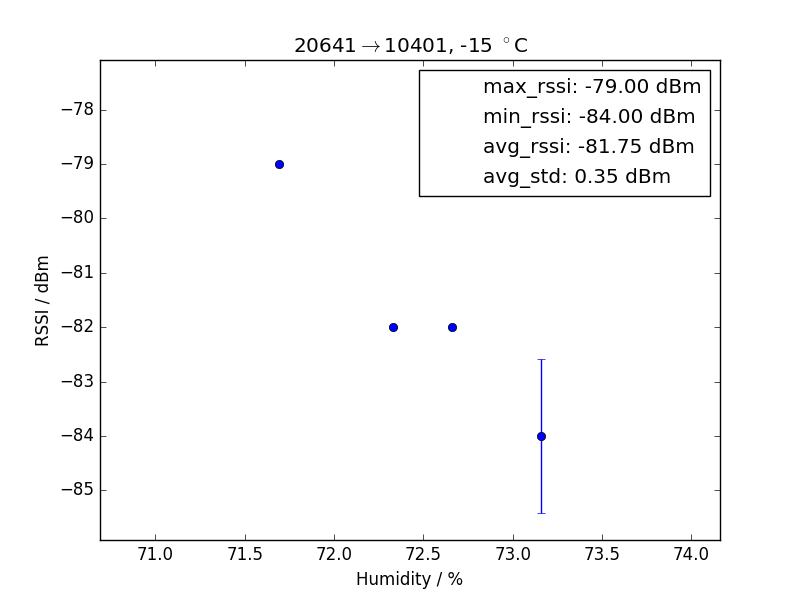 20641→10401, -15 °C
max_rssi: -79.00 dBm
min_rssi: -84.00 dBm
avg_rssi: -81.75 dBm
avg_std: 0.35 dBm
RSSI / dBm
−78
−79
−80
−81
−82
−83
−84
−85
71.0 71.5 72.0 72.5 73.0 73.5 74.0
Humidity / %